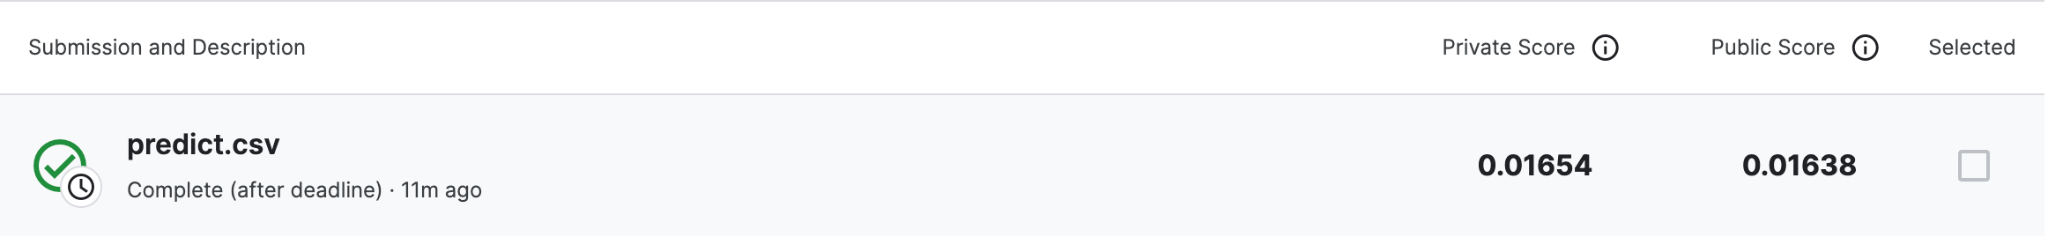 Submission and Description Private Score Public Score Selected
predict.csv
Complete (after deadline) · 11m ago
0.01654 0.01638